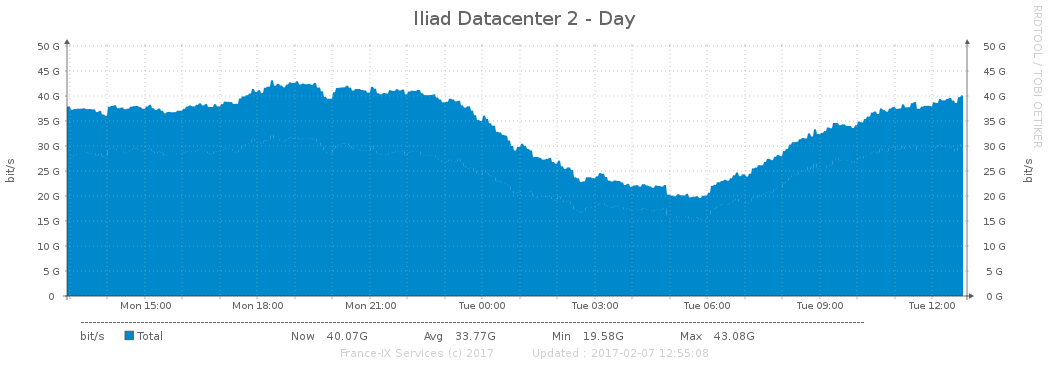 Iliad Datacenter 2 - Day
RRDTOOL / TOBI OETIKER
bit/s
50 G 50 G
45 G 45 G
40 G 40 G
35 G 35 G
30 G 30 G
25 G 25 G
20 G 20 G
15 G 15 G
10 G 10 G
5 G 5 G
0 0 G
bit/s
Mon 15:00 Mon 18:00 Mon 21:00 Tue 00:00 Tue 03:00 Tue 06:00 Tue 09:00 Tue 12:00
bit/s Total Now 40.07G Avg 33.77G Min 19.58G Max 43.08G
France-IX Services (c) 2017 Updated : 2017-02-07 12:55:08